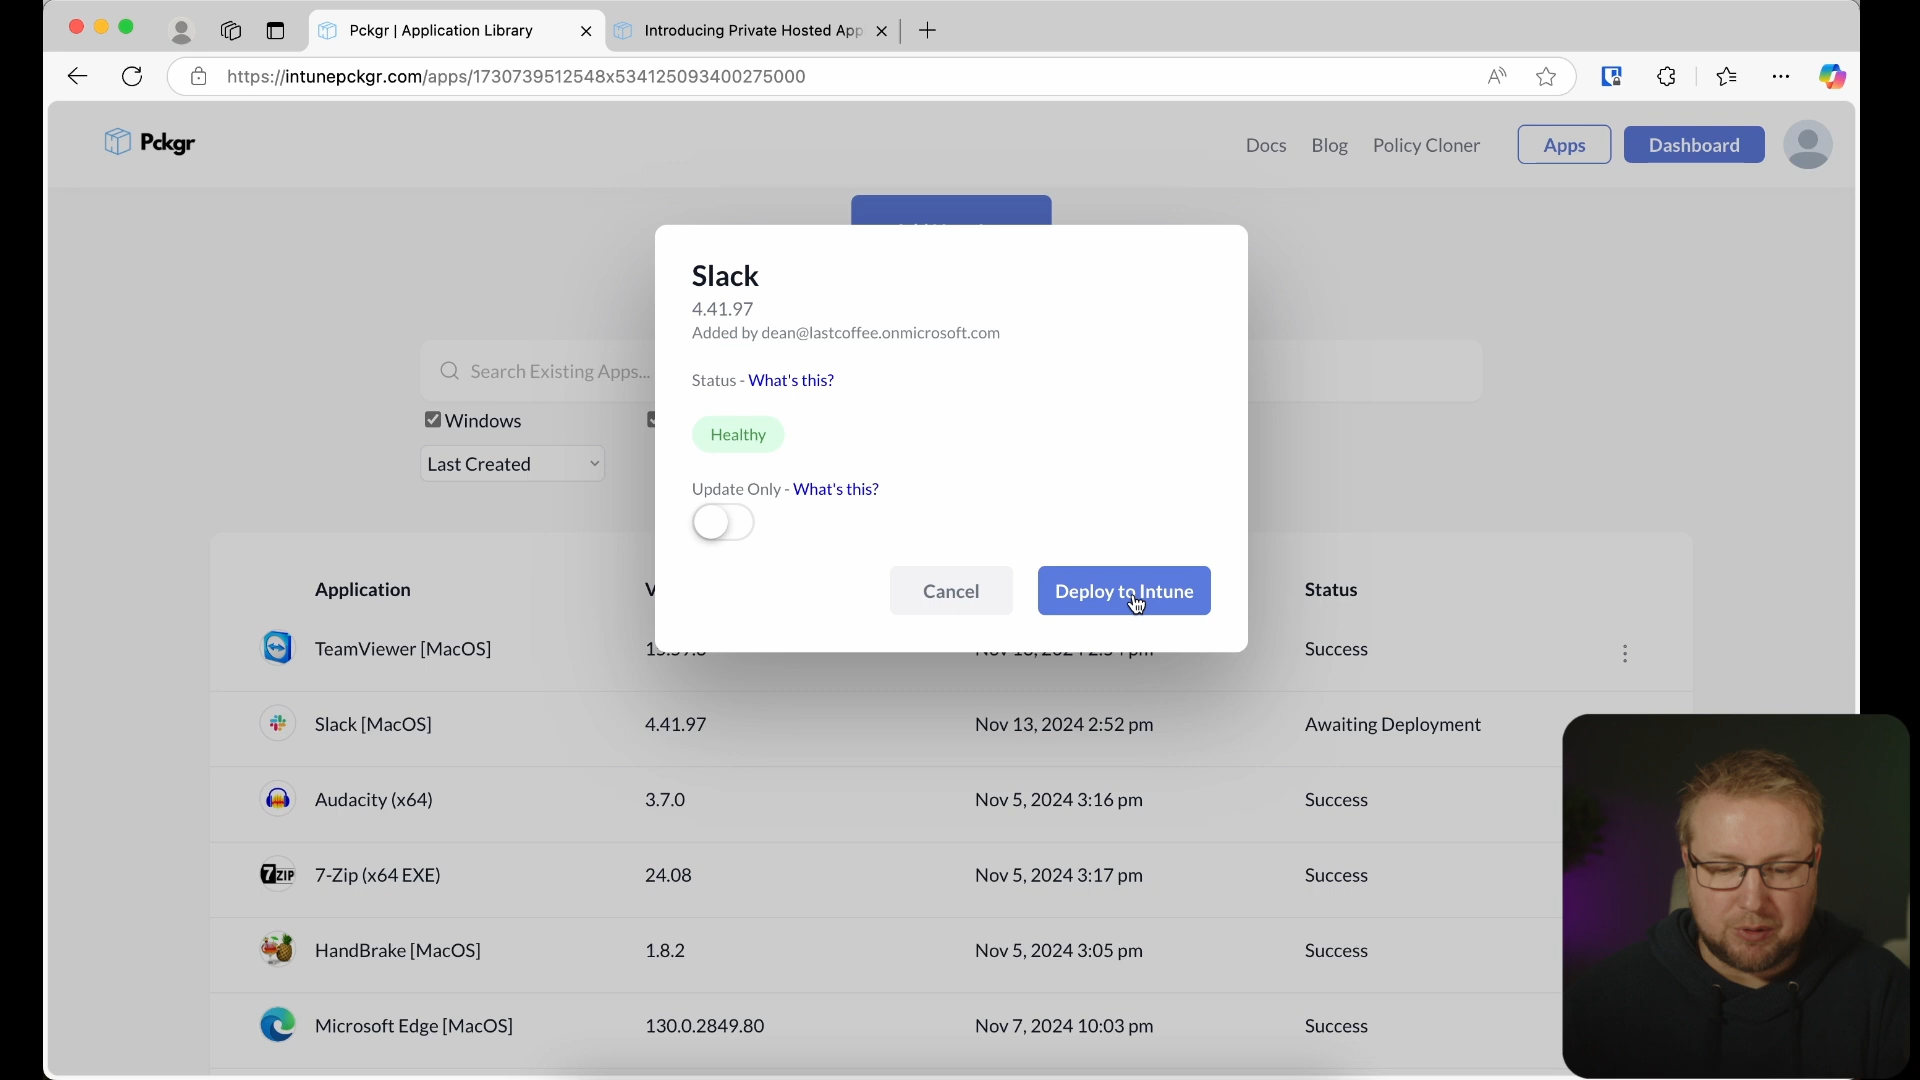 Pckgr | Application Library
Introducing Private Hosted App
https://intunepckgr.com/apps/1730739512548x534125093400275000
Pckgr
Docs
Blog
Policy Cloner
Apps
Dashboard
Slack
4.41.97
Added by dean@lastcoffee.onmicrosoft.com
Status - What's this?
Healthy
Update Only - What's this?
Cancel
Deploy to Intune
Search Existing Apps...
Windows
Last Created
Application
Status
TeamViewer [MacOS]
Success
Slack [MacOS]
4.41.97
Nov 13, 2024 2:52 pm
Awaiting Deployment
Audacity (x64)
3.7.0
Nov 5, 2024 3:16 pm
Success
7ZIP
7-Zip (x64 EXE)
24.08
Nov 5, 2024 3:17 pm
Success
HandBrake [MacOS]
1.8.2
Nov 5, 2024 3:05 pm
Success
Microsoft Edge [MacOS]
130.0.2849.80
Nov 7, 2024 10:03 pm
Success